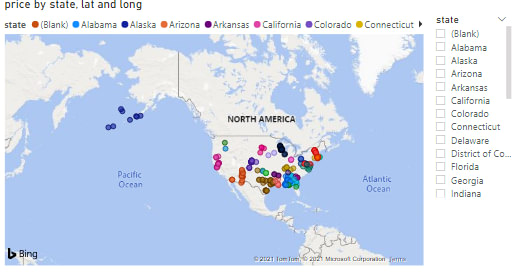 price by state, lat and long
state (Blank) Alabama Alaska Arizona Arkansas California Colorado Connecticut
NORTH AMERICA
Pacific
Ocean
Atlantic
Ocean
Bing
© 2021 TomTom, © 2021 Microsoft Corporation Terms
state
(Blank)
Alabama
Alaska
Arizona
Arkansas
California
Colorado
Connecticut
Delaware
District of Co...
Florida
Georgia
Indiana